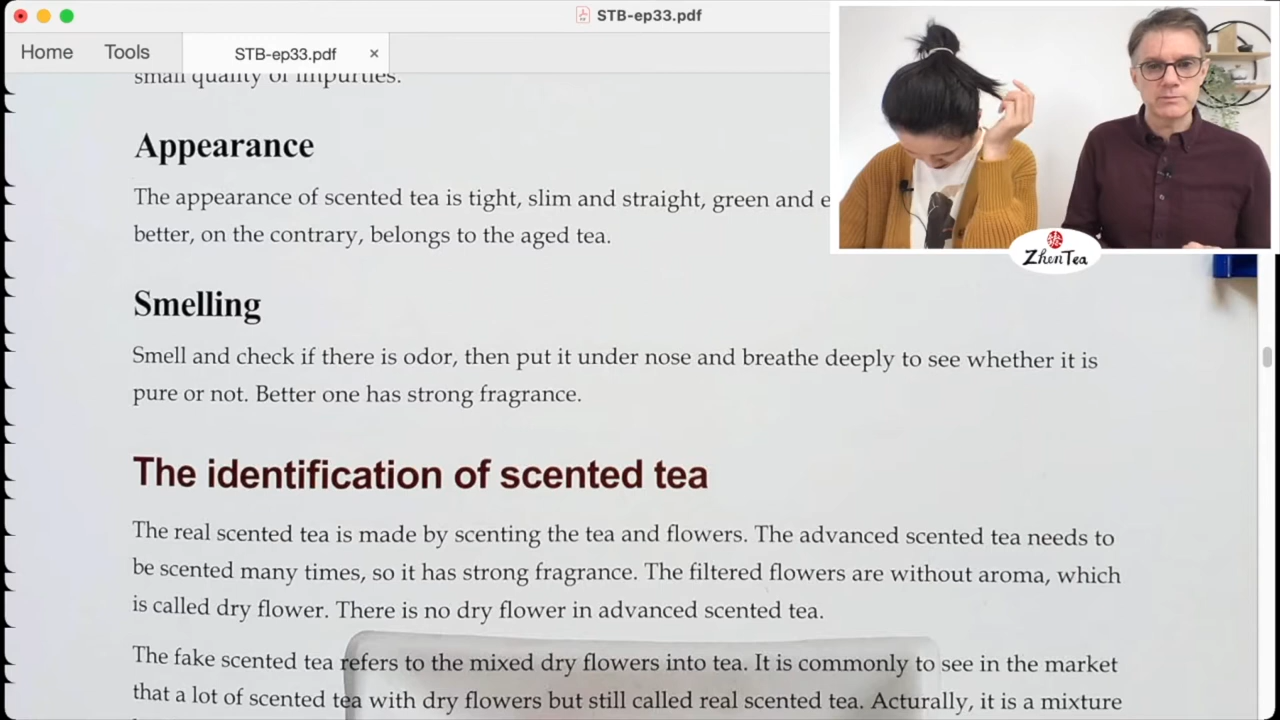 STB-ep33.pdf
Home Tools STB-ep33.pdf ×
small quality of impurties.
Appearance
The appearance of scented tea is tight, slim and straight, green and
better, on the contrary, belongs to the aged tea.
Smelling
Smell and check if there is odor, then put it under nose and breathe deeply to see whether it is
pure or not. Better one has strong fragrance.
The identification of scented tea
The real scented tea is made by scenting the tea and flowers. The advanced scented tea needs to
be scented many times, so it has strong fragrance. The filtered flowers are without aroma, which
is called dry flower. There is no dry flower in advanced scented tea.
The fake scented tea refers to the mixed dry flowers into tea. It is commonly to see in the market
that a lot of scented tea with dry flowers but still called real scented tea. Acturally, it is a mixture
ZhenTea